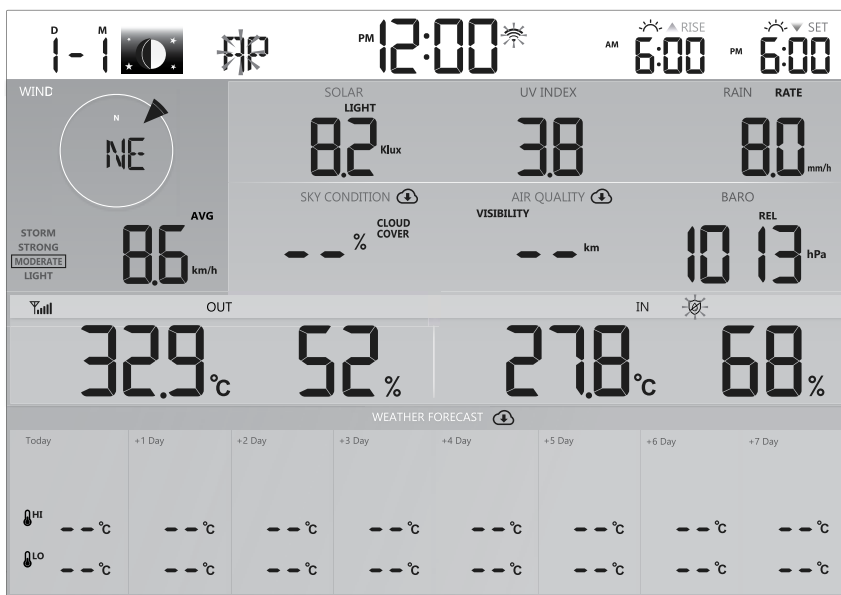 D M
1-1 AP PM 12:00 AM RISE 6:00 PM SET 6:00
WIND
N
NE
AVG
8.6 km/h
STORM
STRONG
MODERATE
LIGHT
SOLAR
LIGHT
8.2 Klux
UV INDEX
3.8
RAIN RATE
8.0 mm/h
SKY CONDITION
-- % CLOUD
COVER
AIR QUALITY
VISIBILITY
-- km
BARO
REL
1013 hPa
OUT
32.9°C 52%
IN
27.8°C 68%
WEATHER FORECAST
Today +1 Day +2 Day +3 Day +4 Day +5 Day +6 Day +7 Day
HI --°C --°C --°C --°C --°C --°C --°C --°C
LO --°C --°C --°C --°C --°C --°C --°C --°C